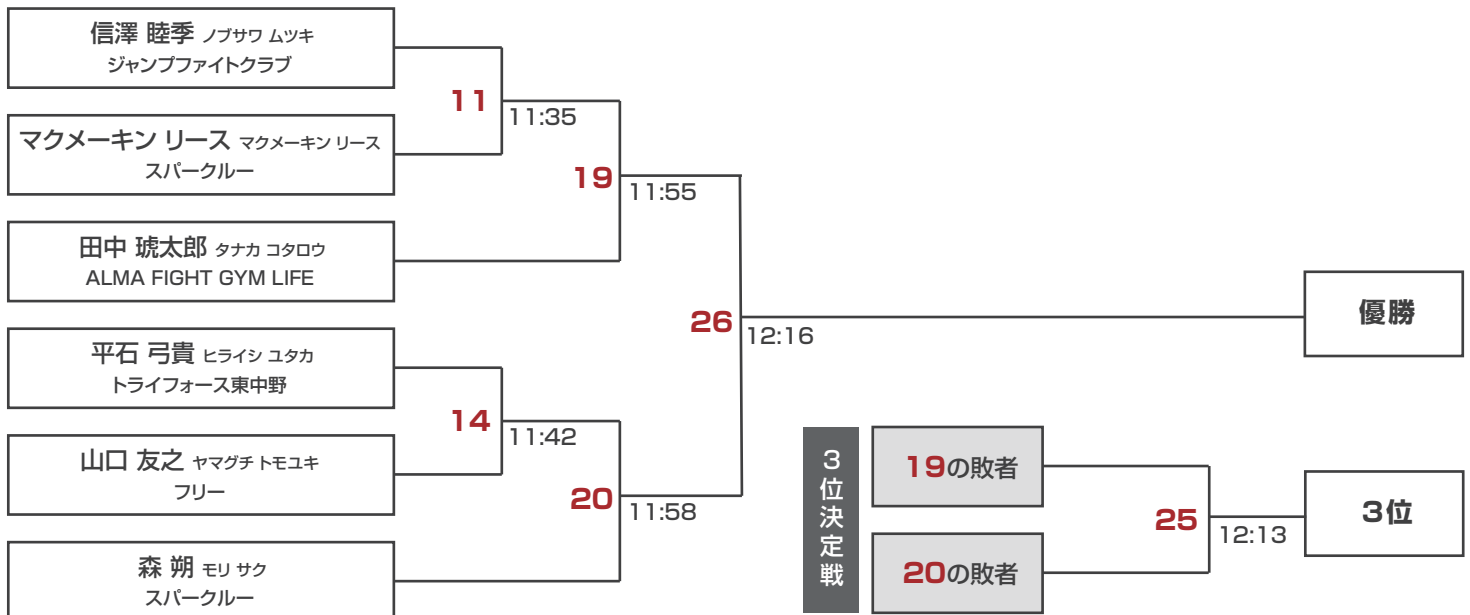 信澤 睦季 ノブサワ ムツキ
ジャンプファイトクラブ
11
11:35
マクメーキン リース マクメーキン リース
スパークルー
19
11:55
田中 琥太郎 タナカ コタロウ
ALMA FIGHT GYM LIFE
26
12:16
優勝
平石 弓貴 ヒライシ ユタカ
トライフォース東中野
14
11:42
山口 友之 ヤマグチ トモユキ
フリー
20
11:58
森 朔 モリ サク
スパークルー
3位決定戦
19の敗者
25
12:13
3位
20の敗者